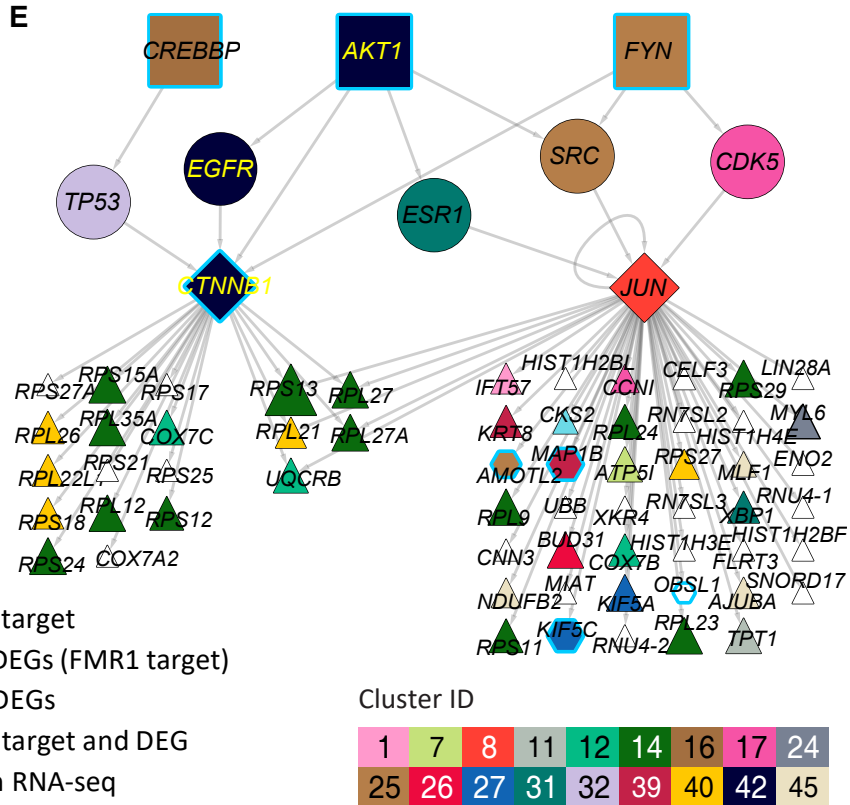 E
CREBBP AKT1 FYN
TP53 EGFR ESR1 SRC CDK5
CTNNB1 JUN
RPS27A RPS15A RPS17
RPL26 RPL35A COX7C
RPL22L RPS21 RPS25
RPS18 RPL12 RPS12
RPS24 COX7A2
RPS13 RPL27
RPL21 RPL27A
UQCRB
IFT57 HIST1H2BL CCNI CELF3 RPS29 LIN28A
KRT8 CKS2 RPL24 RN7SL2 HIST1H4E MYL6
AMOTL2 MAP1B ATP5I RPS27 MLF1 ENO2
RPL9 UBB XKR4 RN7SL3 XBP1 RNU4-1
CNN3 BUD31 COX7B HIST1H3E FLRT3 HIST1H2BF
NDUFB2 MIAT KIF5A OBSL1 AJUBA SNORD17
RPS11 KIF5C RNU4-2 RPL23 TPT1
target
DEGs (FMR1 target)
DEGs
target and DEG
RNA-seq
Cluster ID
1 7 8 11 12 14 16 17 24
25 26 27 31 32 39 40 42 45